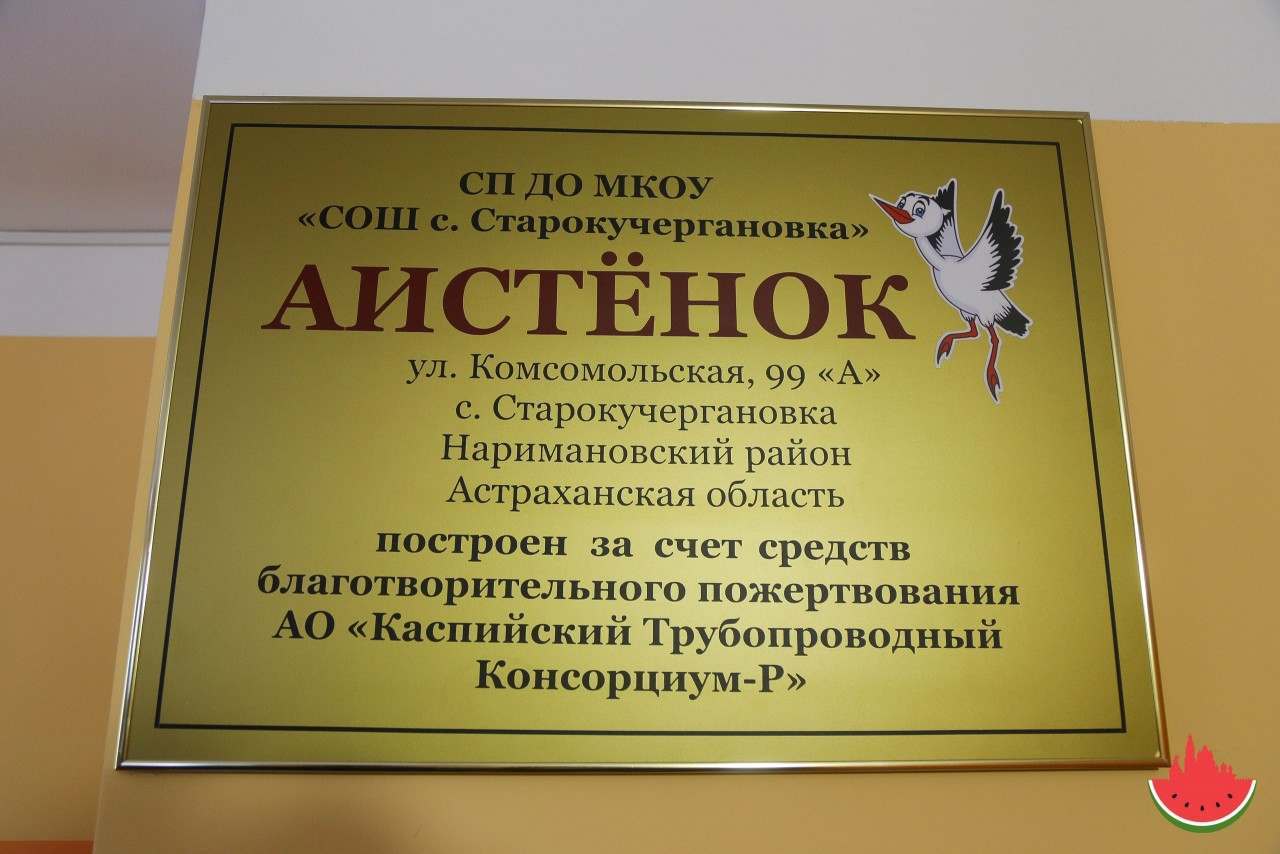 СП ДО МКОУ
«СОШ с. Старокучергановка»
АИСТЁНОК
ул. Комсомольская, 99 «А»
с. Старокучергановка
Наримановский район
Астраханская область
построен за счет средств
благотворительного пожертвования
АО «Каспийский Трубопроводный
Консорциум-Р»